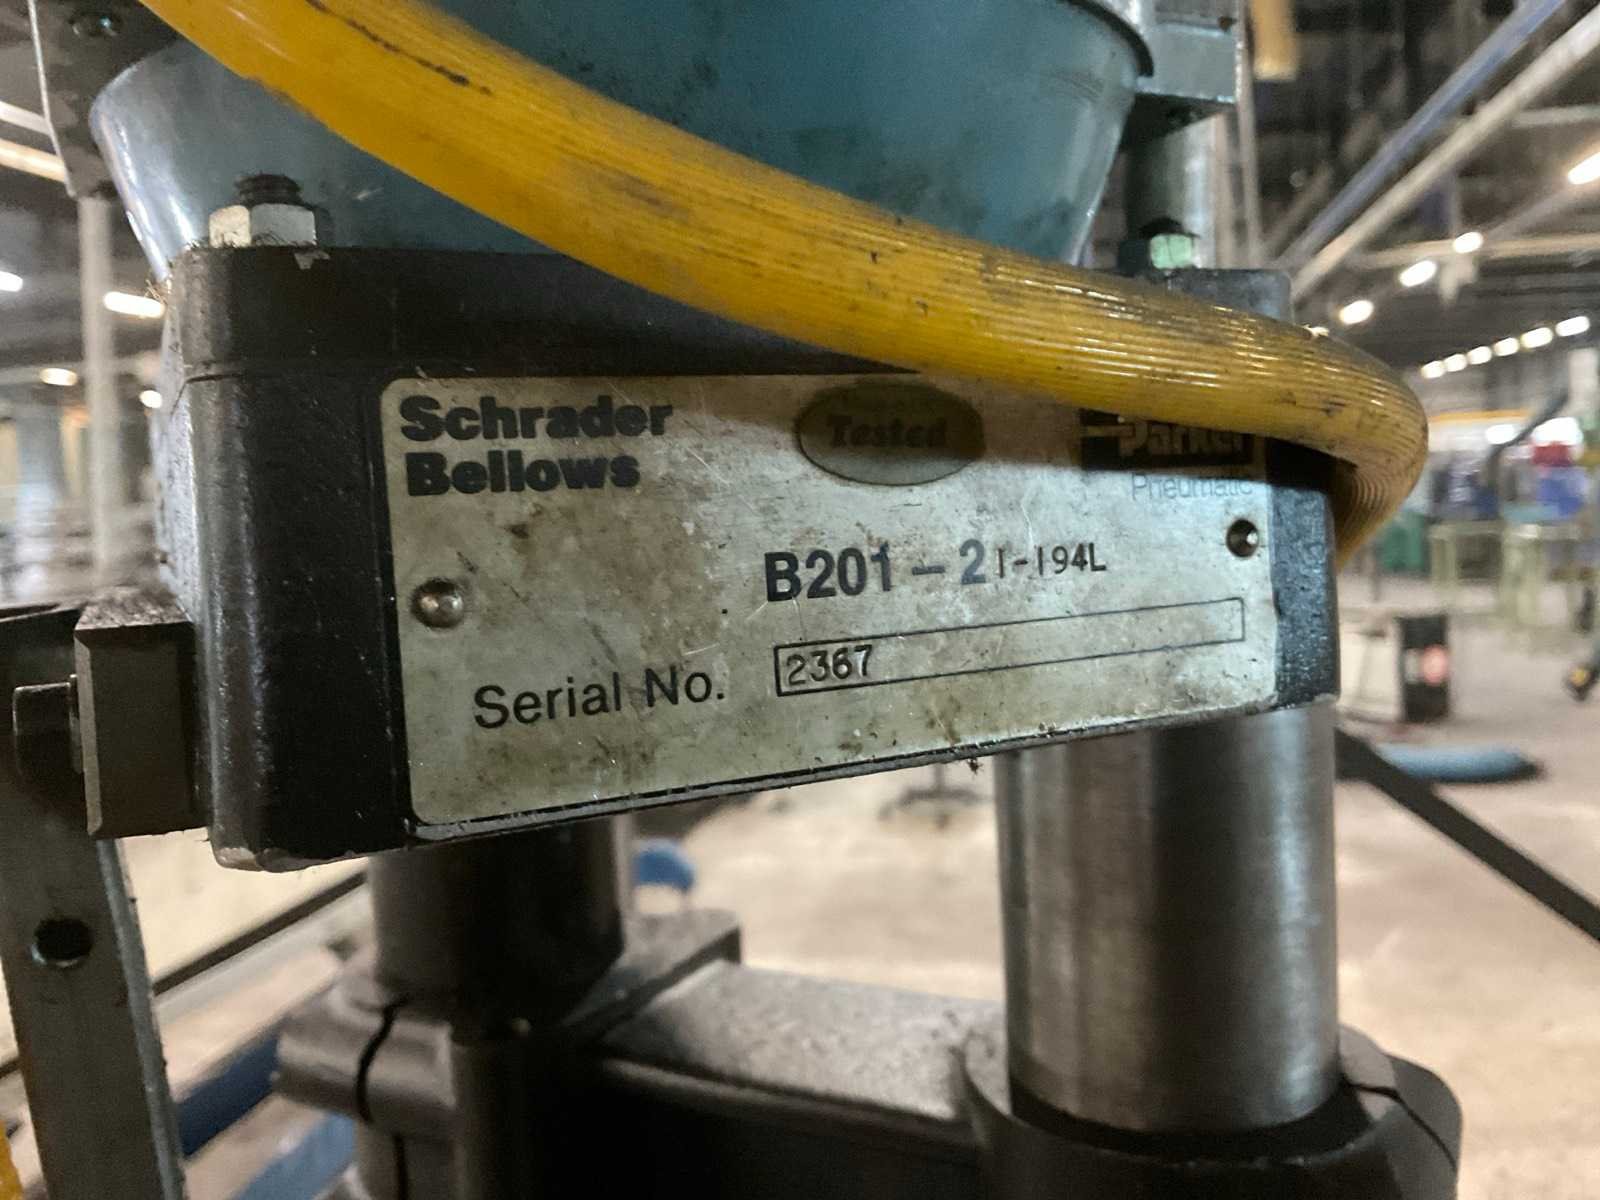 Schrader
Bellows
Tested
Parker
Pneumatic
B201-21-194L
Serial No. 2367